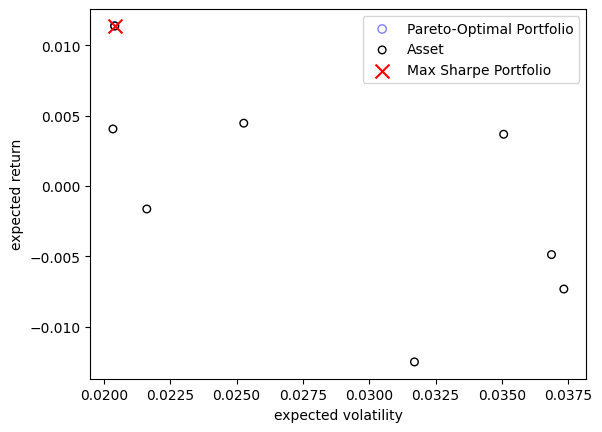 Pareto-Optimal Portfolio
Asset
Max Sharpe Portfolio
0.010
0.005
0.000
−0.005
−0.010
expected return
0.0200 0.0225 0.0250 0.0275 0.0300 0.0325 0.0350 0.0375
expected volatility